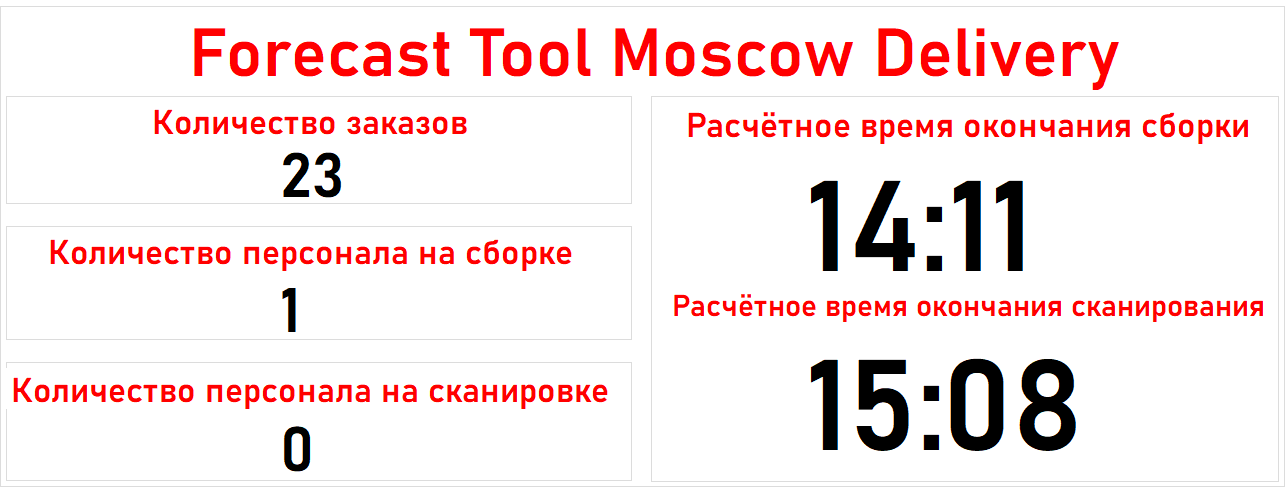 Forecast Tool Moscow Delivery
Количество заказов
23
Количество персонала на сборке
1
Количество персонала на сканировке
0
Расчётное время окончания сборки
14:11
Расчётное время окончания сканирования
15:08